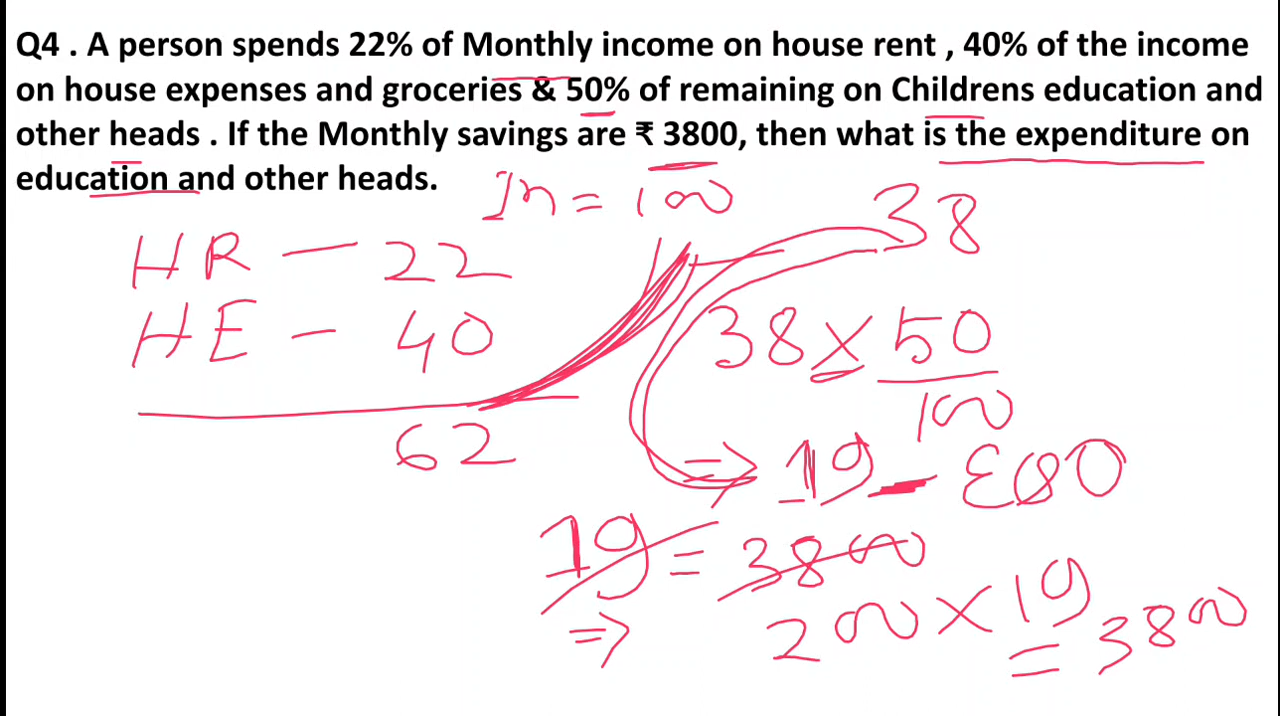 Q4 . A person spends 22% of Monthly income on house rent , 40% of the income
on house expenses and groceries & 50% of remaining on Childrens education and
other heads . If the Monthly savings are ₹ 3800, then what is the expenditure on
education and other heads.
In = 100
38
HR — 22
HE - 40
62
38 x 50
100
⇒ 19 - E&O
19 = 3800
⇒ 200 x 19
= 3800